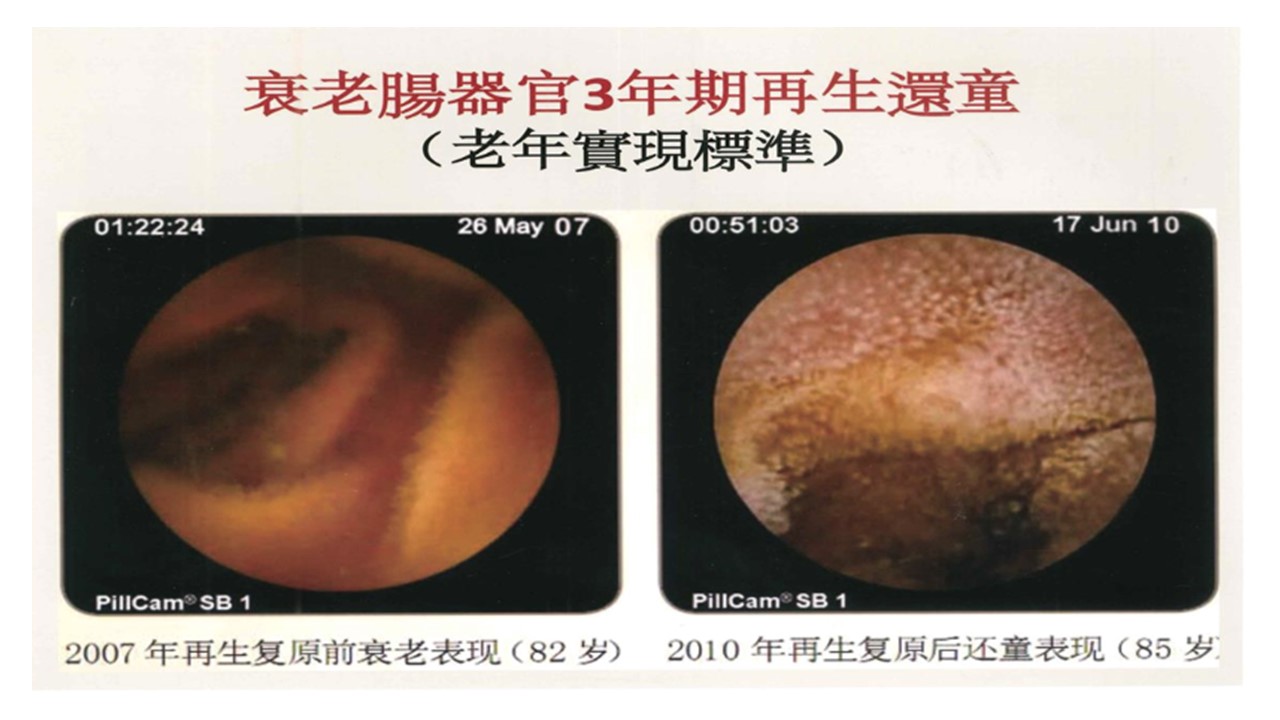 衰老腸器官3年期再生還童
（老年實現標準）
01:22:24 26 May 07
00:51:03 17 Jun 10
PillCam® SB 1
PillCam® SB 1
2007 年再生复原前衰老表现（82 岁）
2010 年再生复原后还童表现（85 岁